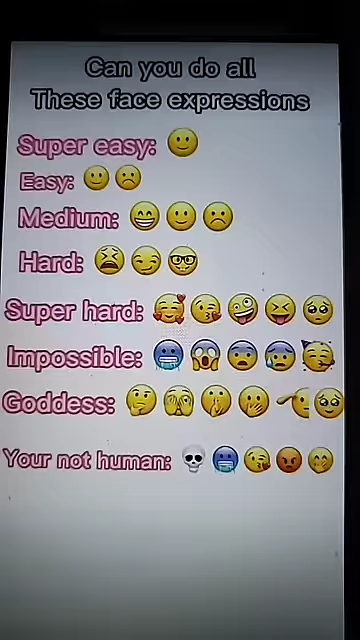 Can you do all
These face expressions
Super easy: 🙂
Easy: 🙂☹️
Medium: 😁🙂☹️
Hard: 😫😏🤓
Super hard: 🥰😘🤪😝🥺
Impossible: 🥶😱😨😰🥳
Goddess: 🤔🫣🤫🤭🫡🥹
Your not human: 💀🥶😘😡🤭